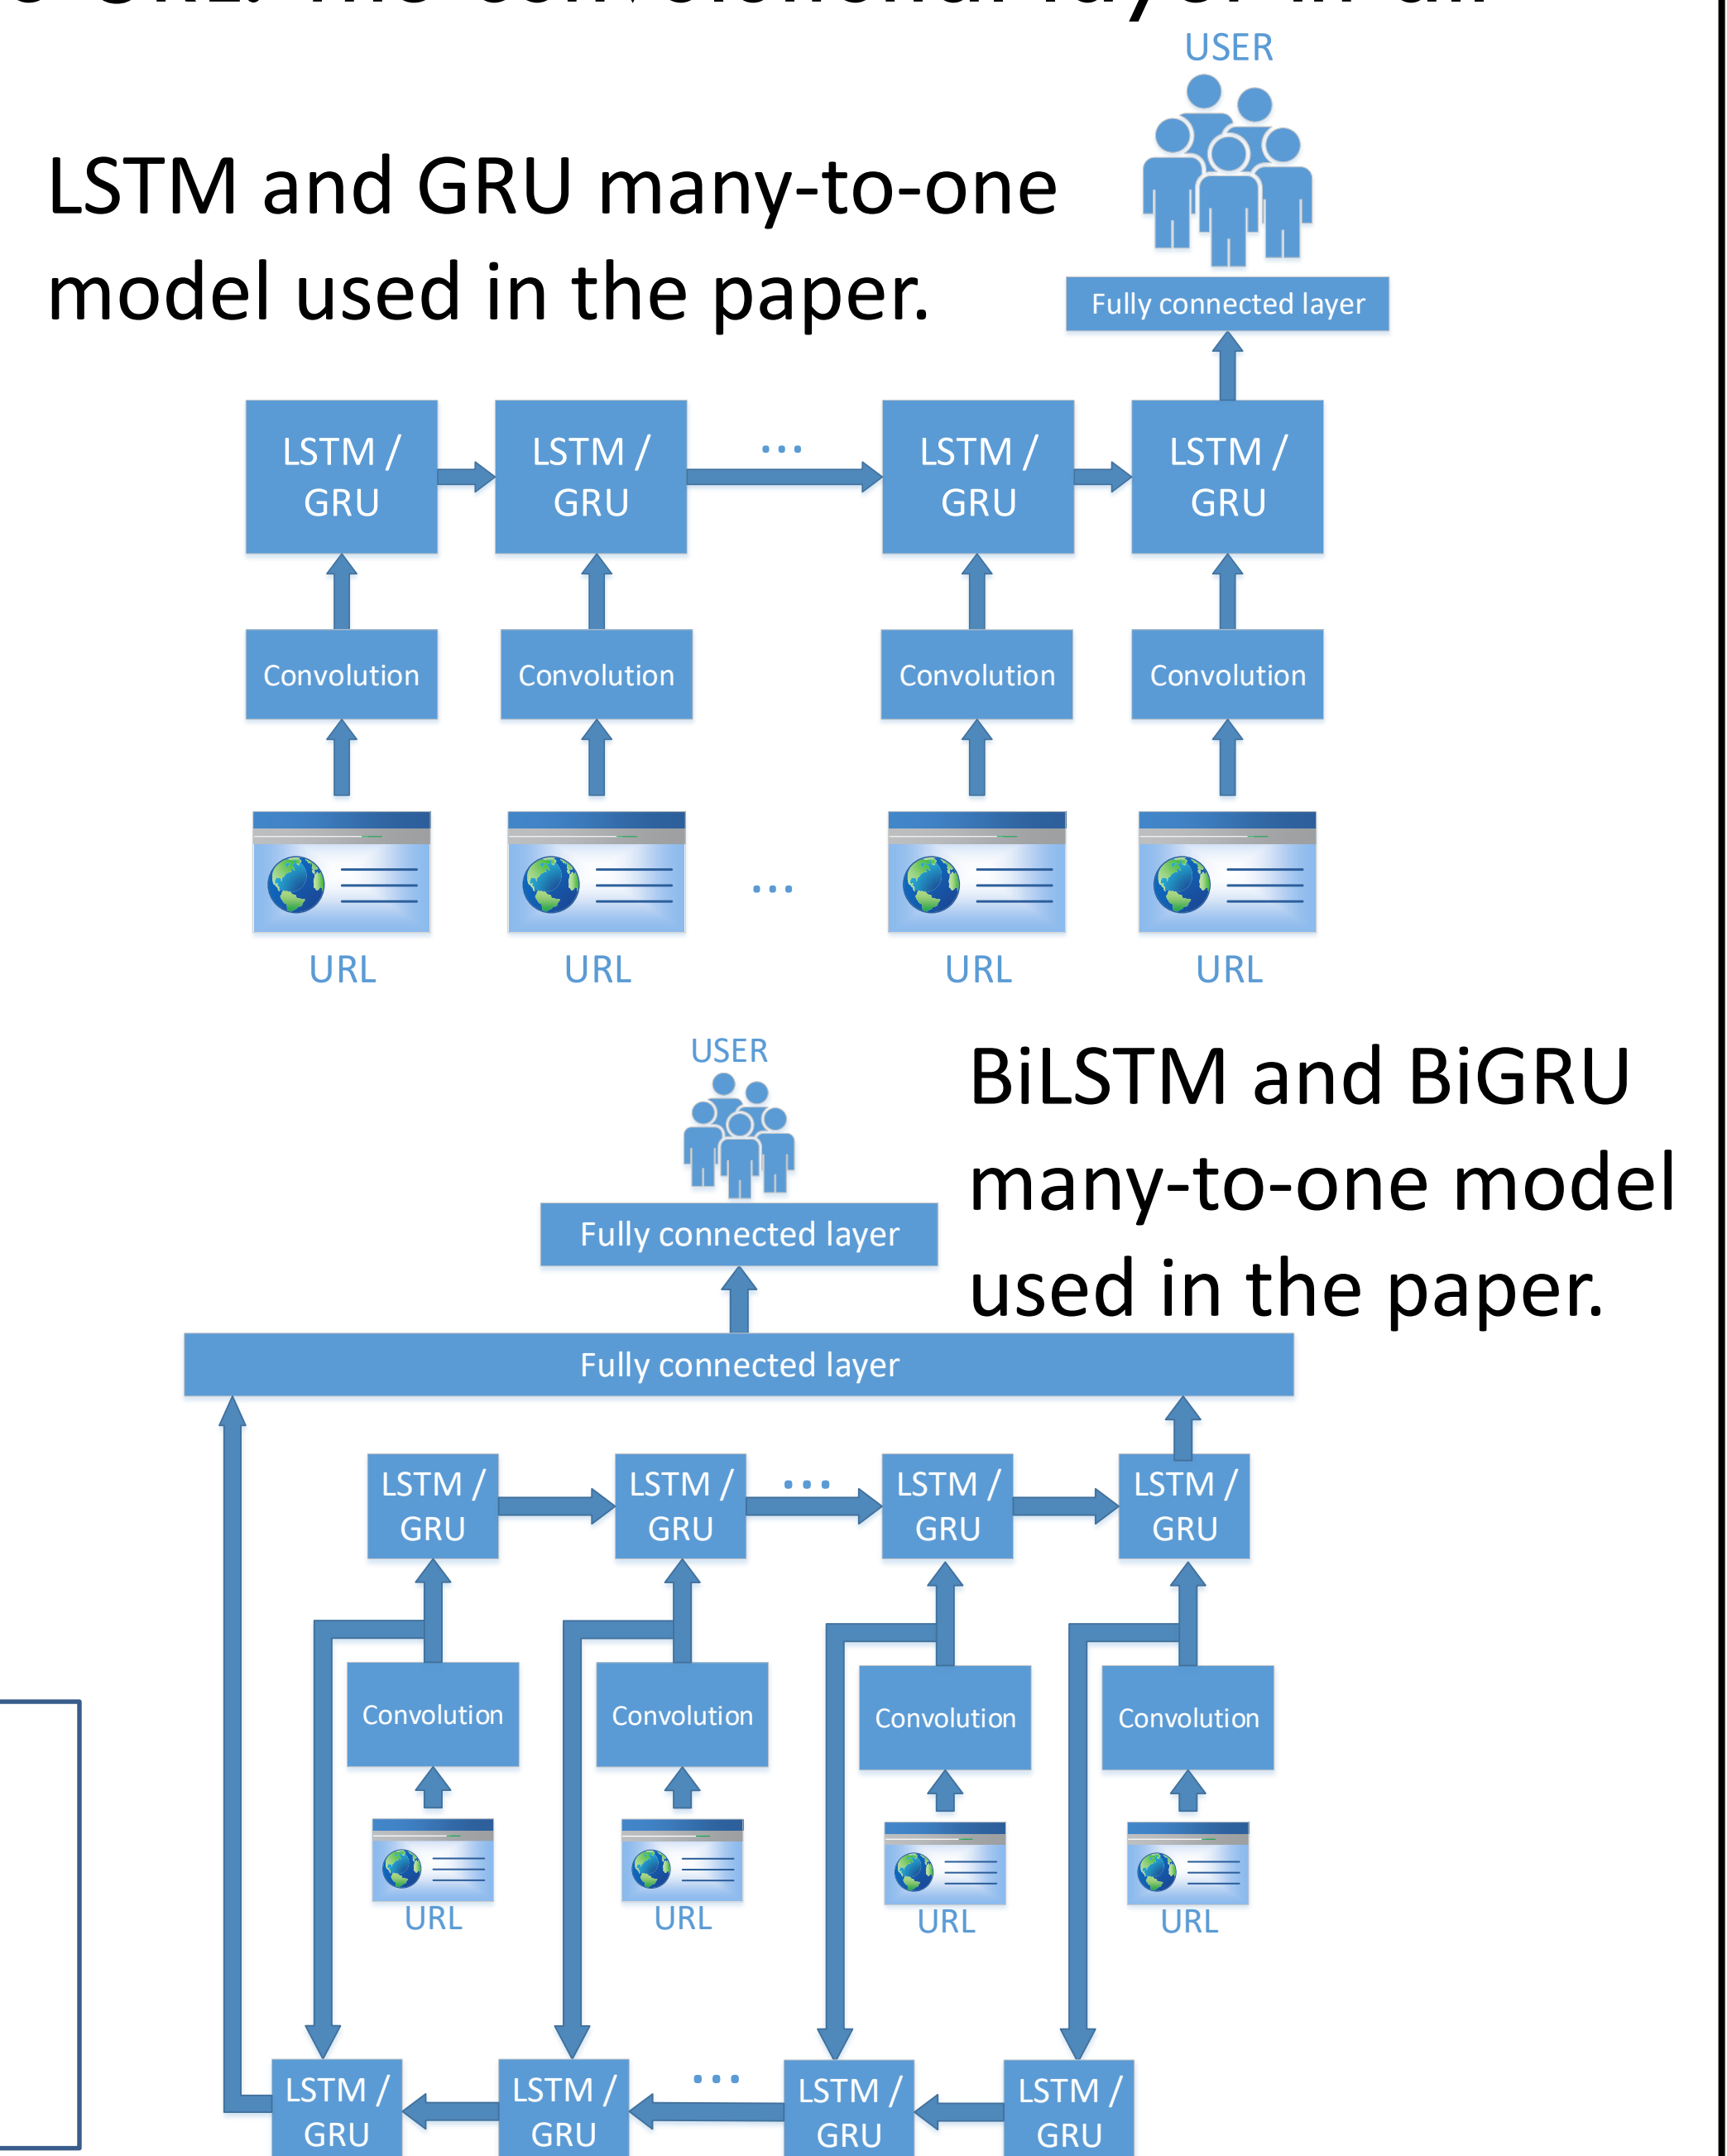 USER
LSTM and GRU many-to-one
model used in the paper.
Fully connected layer
LSTM / GRU
LSTM / GRU
...
LSTM / GRU
LSTM / GRU
Convolution
Convolution
Convolution
Convolution
...
URL
URL
URL
URL
USER
BiLSTM and BiGRU
many-to-one model
used in the paper.
Fully connected layer
Fully connected layer
LSTM / GRU
LSTM / GRU
...
LSTM / GRU
LSTM / GRU
Convolution
Convolution
Convolution
Convolution
URL
URL
URL
URL
LSTM / GRU
LSTM / GRU
...
LSTM / GRU
LSTM / GRU